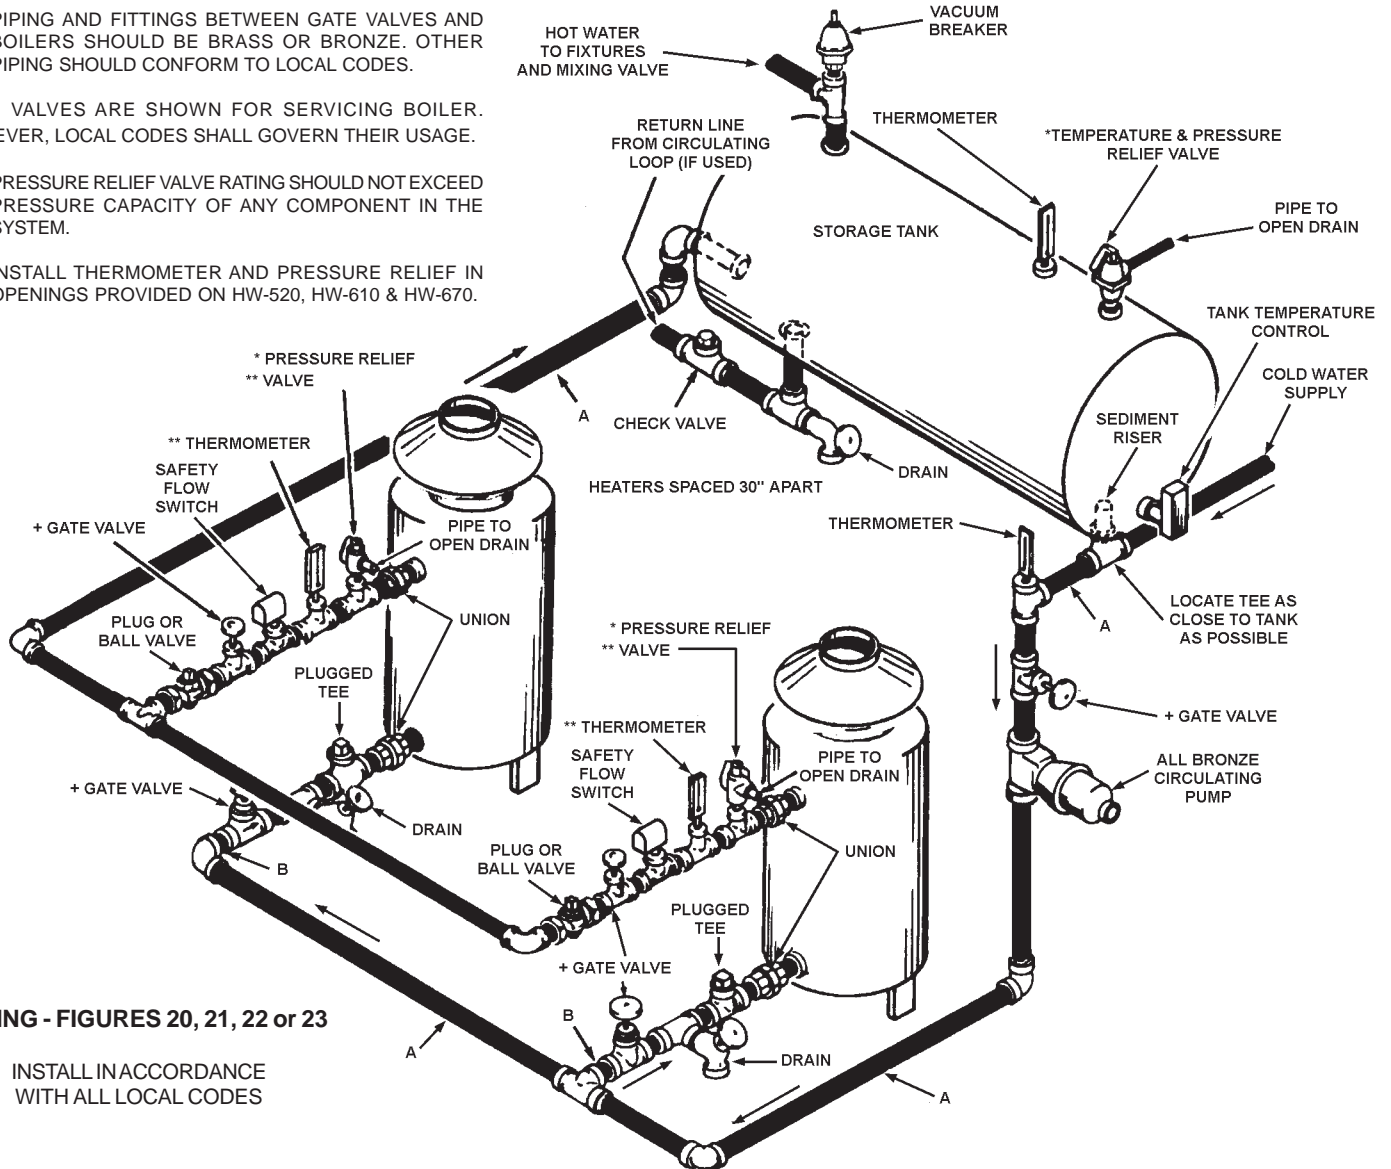 PIPING AND FITTINGS BETWEEN GATE VALVES AND
BOILERS SHOULD BE BRASS OR BRONZE. OTHER
PIPING SHOULD CONFORM TO LOCAL CODES.
VALVES ARE SHOWN FOR SERVICING BOILER.
EVER, LOCAL CODES SHALL GOVERN THEIR USAGE.
PRESSURE RELIEF VALVE RATING SHOULD NOT EXCEED
PRESSURE CAPACITY OF ANY COMPONENT IN THE
SYSTEM.
INSTALL THERMOMETER AND PRESSURE RELIEF IN
OPENINGS PROVIDED ON HW-520, HW-610 & HW-670.
VACUUM
BREAKER
HOT WATER
TO FIXTURES
AND MIXING VALVE
RETURN LINE
FROM CIRCULATING
LOOP (IF USED)
THERMOMETER
*TEMPERATURE & PRESSURE
RELIEF VALVE
PIPE TO
OPEN DRAIN
STORAGE TANK
TANK TEMPERATURE
CONTROL
COLD WATER
SUPPLY
* PRESSURE RELIEF
** VALVE
A
CHECK VALVE
SEDIMENT
RISER
DRAIN
HEATERS SPACED 30" APART
** THERMOMETER
SAFETY
FLOW
SWITCH
+ GATE VALVE
PIPE TO
OPEN DRAIN
THERMOMETER
PLUG OR
BALL VALVE
UNION
LOCATE TEE AS
CLOSE TO TANK
AS POSSIBLE
A
* PRESSURE RELIEF
** VALVE
PLUGGED
TEE
+ GATE VALVE
** THERMOMETER
SAFETY
FLOW
SWITCH
PIPE TO
OPEN DRAIN
ALL BRONZE
CIRCULATING
PUMP
+ GATE VALVE
DRAIN
B
PLUG OR
BALL VALVE
UNION
PLUGGED
TEE
+ GATE VALVE
B
A
DRAIN
A
ING - FIGURES 20, 21, 22 or 23
INSTALL IN ACCORDANCE
WITH ALL LOCAL CODES